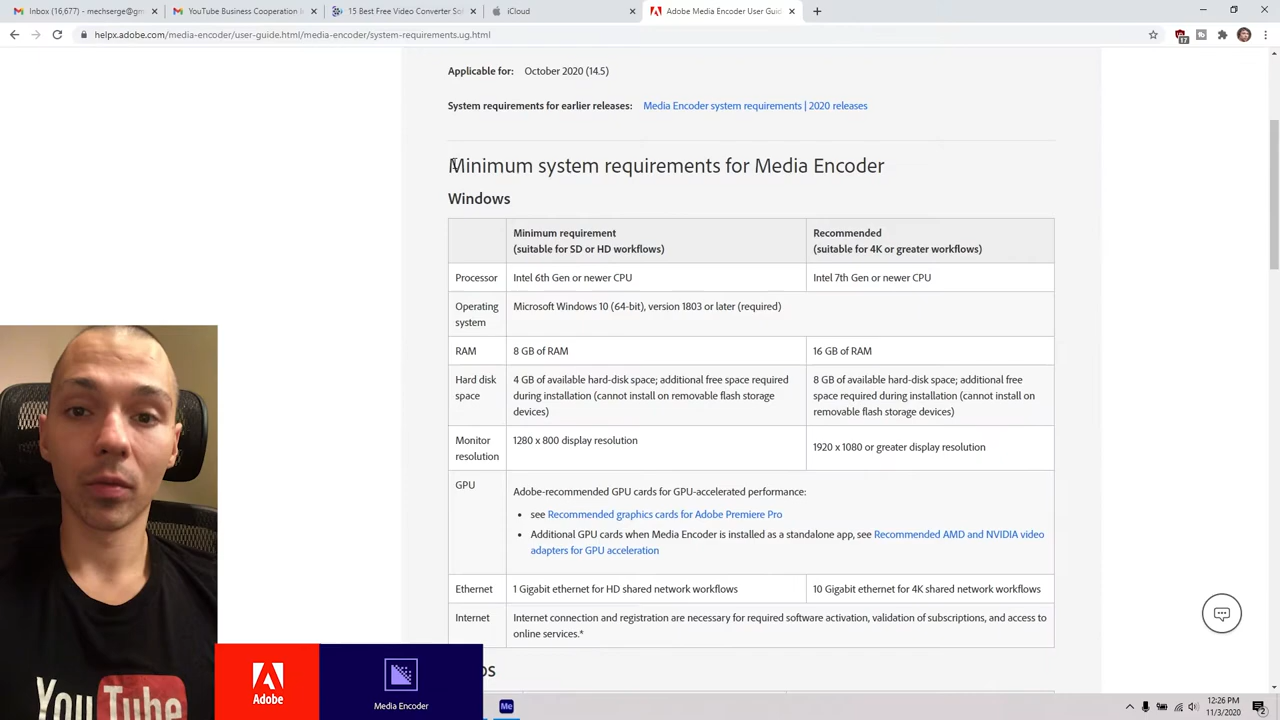 Inbox (16,677) - mechserge@gm
YouTube Business Cooperation In
15 Best Free Video Converter Sof
iCloud
Adobe Media Encoder User Guide
helpx.adobe.com/media-encoder/user-guide.html/media-encoder/system-requirements.ug.html
17
Applicable for: October 2020 (14.5)
System requirements for earlier releases: Media Encoder system requirements | 2020 releases
Minimum system requirements for Media Encoder
Windows
Minimum requirement
(suitable for SD or HD workflows)
Recommended
(suitable for 4K or greater workflows)
Processor
Intel 6th Gen or newer CPU
Intel 7th Gen or newer CPU
Operating
system
Microsoft Windows 10 (64-bit), version 1803 or later (required)
RAM
8 GB of RAM
16 GB of RAM
Hard disk
space
4 GB of available hard-disk space; additional free space required
during installation (cannot install on removable flash storage
devices)
8 GB of available hard-disk space; additional free
space required during installation (cannot install on
removable flash storage devices)
Monitor
resolution
1280 x 800 display resolution
1920 x 1080 or greater display resolution
GPU
Adobe-recommended GPU cards for GPU-accelerated performance:
• see Recommended graphics cards for Adobe Premiere Pro
• Additional GPU cards when Media Encoder is installed as a standalone app, see Recommended AMD and NVIDIA video
adapters for GPU acceleration
Ethernet
1 Gigabit ethernet for HD shared network workflows
10 Gigabit ethernet for 4K shared network workflows
Internet
Internet connection and registration are necessary for required software activation, validation of subscriptions, and access to
online services.*
YouTube
Adobe
Media Encoder
Me
12:26 PM
11/3/2020
2